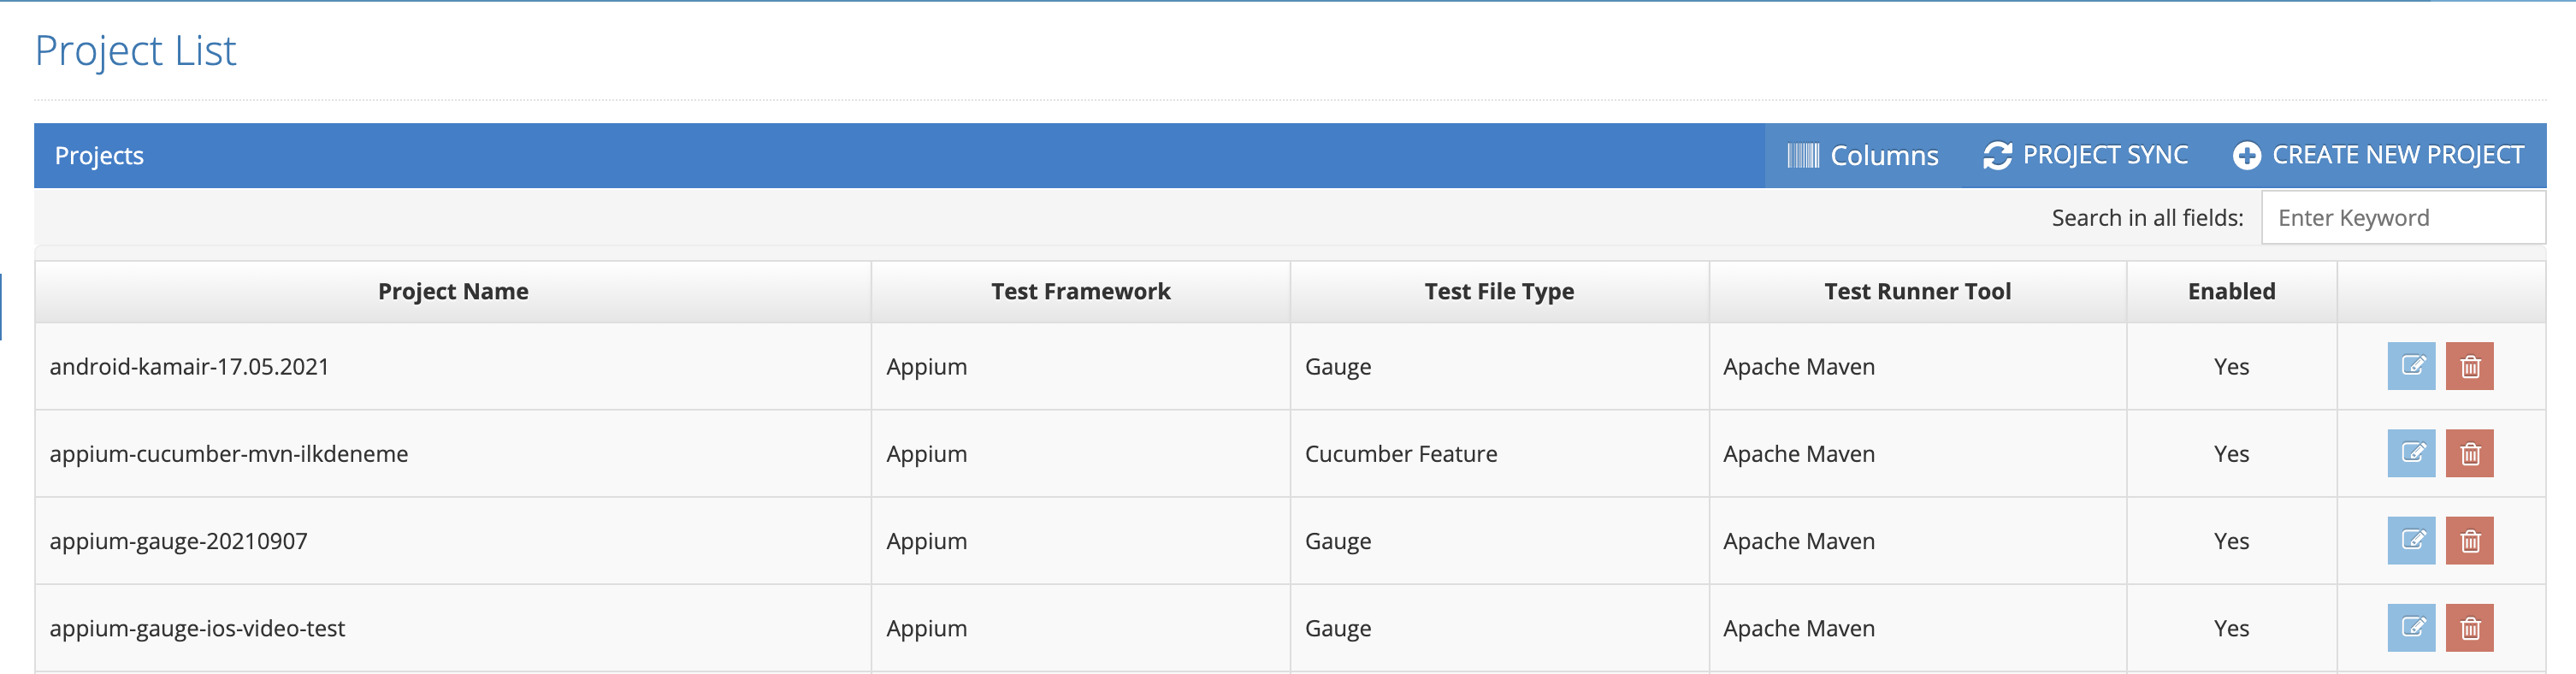 Project List
Projects Columns PROJECT SYNC CREATE NEW PROJECT
Search in all fields: Enter Keyword
Project Name Test Framework Test File Type Test Runner Tool Enabled
android-kamair-17.05.2021 Appium Gauge Apache Maven Yes
appium-cucumber-mvn-ilkdeneme Appium Cucumber Feature Apache Maven Yes
appium-gauge-20210907 Appium Gauge Apache Maven Yes
appium-gauge-ios-video-test Appium Gauge Apache Maven Yes